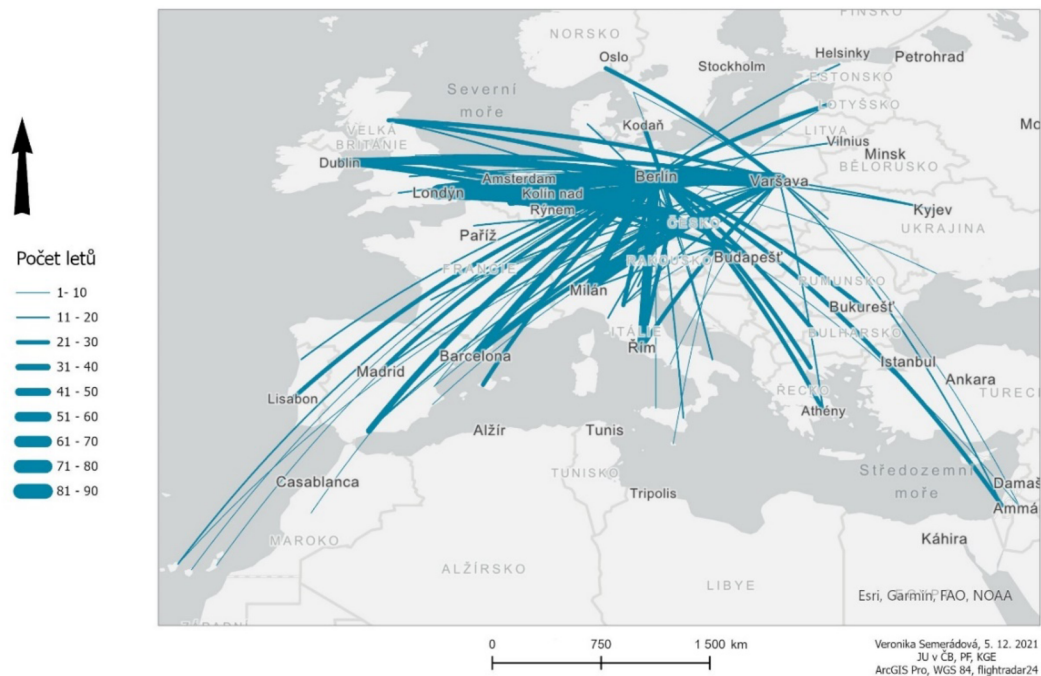 NORSKO
FINSKO
Oslo
Helsinky
Petrohrad
Stockholm
ESTONSKO
Severní
moře
LOTYŠSKO
Kodaň
VELKÁ
BRITÁNIE
LITVA
Vilnius
Minsk
BĚLORUSKO
Dublin
Amsterdam
Berlín
Varšava
Londýn
Kolín nad
Rýnem
Kyjev
UKRAJINA
ČESKO
Paříž
Budapešť
RAKOUSKO
FRANCIE
Počet letů
1- 10
11 - 20
21 - 30
31 - 40
41 - 50
51 - 60
61 - 70
71 - 80
81 - 90
Milán
RUMUNSKO
Bukurešť
ITÁLIE
BULHARSKO
Řím
Barcelona
Madrid
Istanbul
Ankara
Lisabon
ŘECKO
TURECK
Athény
Alžír
Tunis
Casablanca
TUNISKO
Středozemní
moře
Damaš
Tripolis
Ammá
MAROKO
Káhira
ALŽÍRSKO
LIBYE
Esri, Garmin, FAO, NOAA
0 750 1 500 km
Veronika Semerádová, 5. 12. 2021
JU v ČB, PF, KGE
ArcGIS Pro, WGS 84, flightradar24